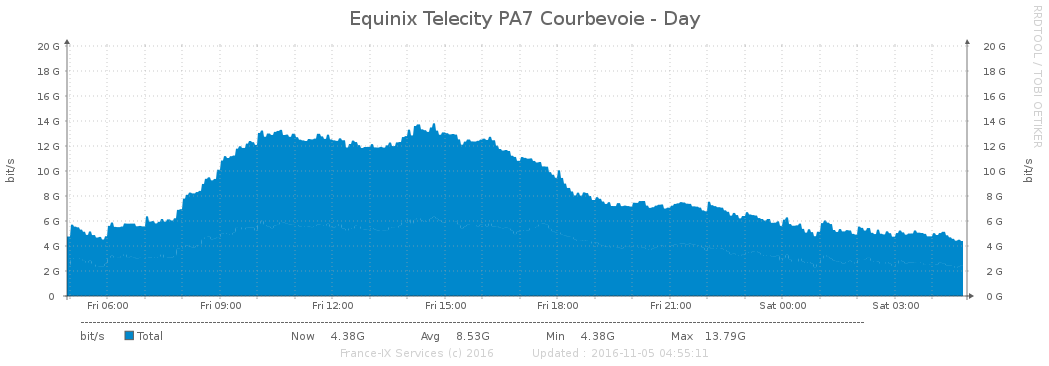 Equinix Telecity PA7 Courbevoie - Day
RRDTOOL / TOBI OETIKER
bit/s
20 G 20 G
18 G 18 G
16 G 16 G
14 G 14 G
12 G 12 G
10 G 10 G
8 G 8 G
6 G 6 G
4 G 4 G
2 G 2 G
0 0 G
bit/s
Fri 06:00 Fri 09:00 Fri 12:00 Fri 15:00 Fri 18:00 Fri 21:00 Sat 00:00 Sat 03:00
bit/s Total Now 4.38G Avg 8.53G Min 4.38G Max 13.79G
France-IX Services (c) 2016 Updated : 2016-11-05 04:55:11